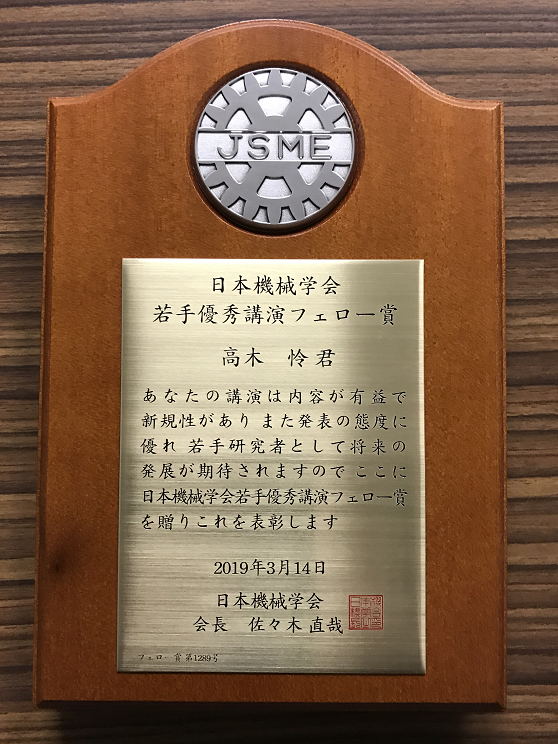 JSME
日本機械学会
若手優秀講演フェロー賞
高木 怜 君
あなたの講演は内容が有益で
新規性があり また発表の態度に
優れ 若手研究者として将来の
発展が期待されますので ここに
日本機械学会若手優秀講演フェロー賞
を贈りこれを表彰します
2019年3月14日
日本機械学会
会長 佐々木 直哉
フェロー賞 第1289号